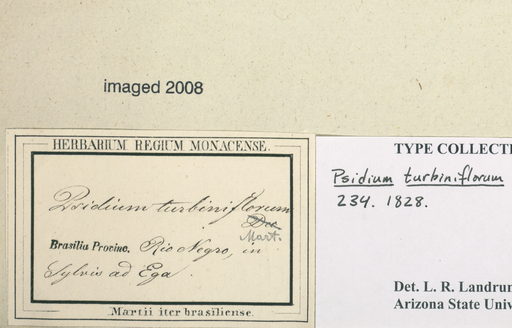 imaged 2008
HERBARIUM REGIUM MONACENSE.
Psidium turbiniflorum
Mart.
Brasilia Provinc. Rio Negro, in
Sylvis ad Ega.
Martii iter brasiliense.
TYPE COLLECTI
Psidium turbiniflorum
234. 1828.
Det. L. R. Landrum
Arizona State Univ